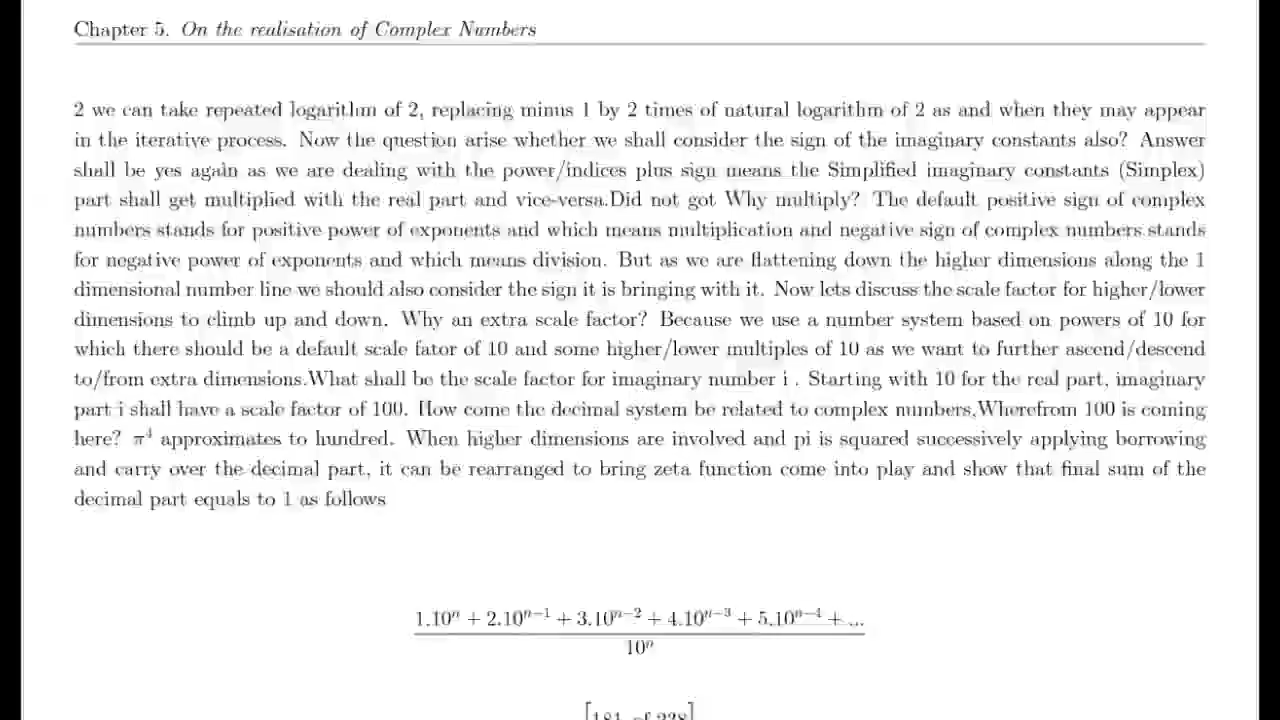 Chapter 5. On the realisation of Complex Numbers
2 we can take repeated logarithm of 2, replacing minus 1 by 2 times of natural logarithm of 2 as and when they may appear
in the iterative process. Now the question arise whether we shall consider the sign of the imaginary constants also? Answer
shall be yes again as we are dealing with the power/indices plus sign means the Simplified imaginary constants (Simplex)
part shall get multiplied with the real part and vice-versa.Did not got Why multiply? The default positive sign of complex
numbers stands for positive power of exponents and which means multiplication and negative sign of complex numbers stands
for negative power of exponents and which means division. But as we are flattening down the higher dimensions along the 1
dimensional number line we should also consider the sign it is bringing with it. Now lets discuss the scale factor for higher/lower
dimensions to climb up and down. Why an extra scale factor? Because we use a number system based on powers of 10 for
which there should be a default scale fator of 10 and some higher/lower multiples of 10 as we want to further ascend/descend
to/from extra dimensions.What shall be the scale factor for imaginary number i . Starting with 10 for the real part, imaginary
part i shall have a scale factor of 100. How come the decimal system be related to complex numbers,Wherefrom 100 is coming
here? π⁴ approximates to hundred. When higher dimensions are involved and pi is squared successively applying borrowing
and carry over the decimal part, it can be rearranged to bring zeta function come into play and show that final sum of the
decimal part equals to 1 as follows
1.10ⁿ + 2.10ⁿ⁻¹ + 3.10ⁿ⁻² + 4.10ⁿ⁻³ + 5.10ⁿ⁻⁴ + ...
10ⁿ
[181 of 228]